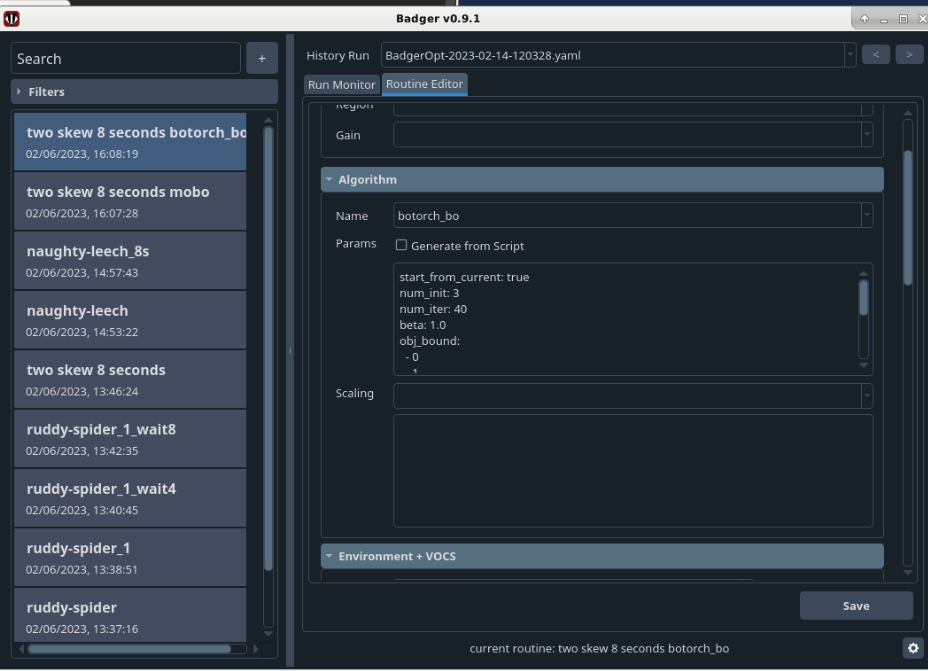 Badger v0.9.1
Search
+
Filters
two skew 8 seconds botorch_bo
02/06/2023, 16:08:19
two skew 8 seconds mobo
02/06/2023, 16:07:28
naughty-leech_8s
02/06/2023, 14:57:43
naughty-leech
02/06/2023, 14:53:22
two skew 8 seconds
02/06/2023, 13:46:24
ruddy-spider_1_wait8
02/06/2023, 13:42:35
ruddy-spider_1_wait4
02/06/2023, 13:40:45
ruddy-spider_1
02/06/2023, 13:38:51
ruddy-spider
02/06/2023, 13:37:16
History Run
BadgerOpt-2023-02-14-120328.yaml
<
>
Run Monitor
Routine Editor
Region
Gain
Algorithm
Name
botorch_bo
Params
Generate from Script
start_from_current: true
num_init: 3
num_iter: 40
beta: 1.0
obj_bound:
- 0
Scaling
Environment + VOCS
Save
current routine: two skew 8 seconds botorch_bo